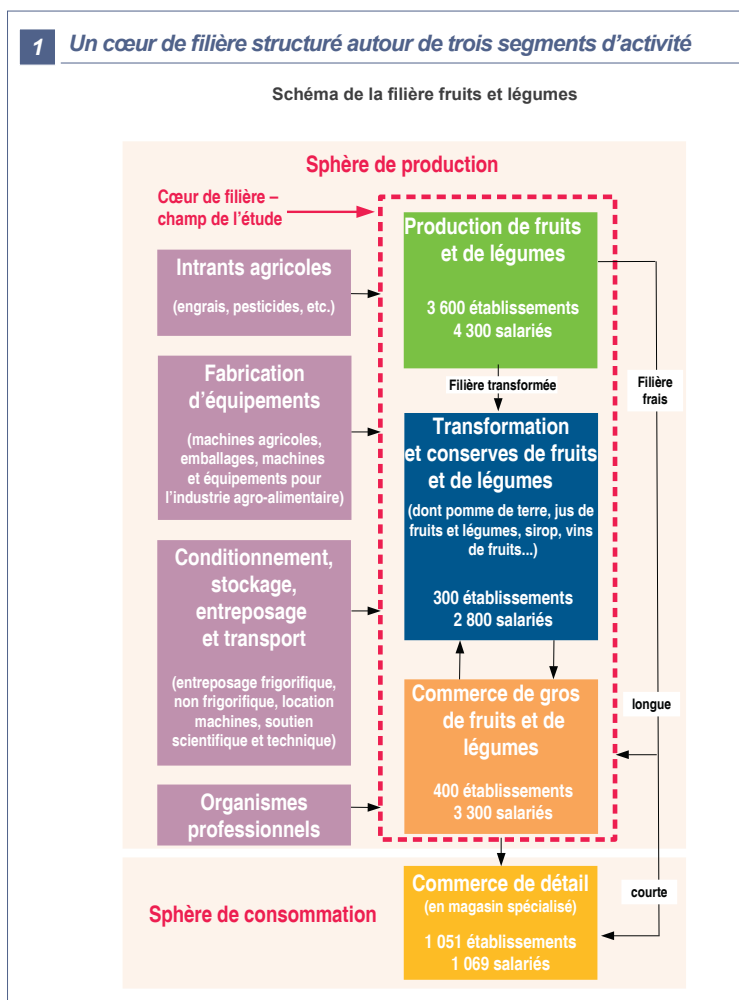 1 Un cœur de filière structuré autour de trois segments d'activité
Schéma de la filière fruits et légumes
Sphère de production
Cœur de filière –
champ de l'étude
Production de fruits
et de légumes
3 600 établissements
4 300 salariés
Intrants agricoles
(engrais, pesticides, etc.)
Filière transformée
Filière
frais
Fabrication
d'équipements
(machines agricoles,
emballages, machines
et équipements pour
l'industrie agro-alimentaire)
Transformation
et conserves de fruits
et de légumes
(dont pomme de terre, jus de
fruits et légumes, sirop, vins
de fruits...)
300 établissements
2 800 salariés
Conditionnement,
stockage,
entreposage
et transport
(entreposage frigorifique,
non frigorifique, location
machines, soutien
scientifique et technique)
Commerce de gros
de fruits et de
légumes
400 établissements
3 300 salariés
longue
Organismes
professionnels
Sphère de consommation
Commerce de détail
(en magasin spécialisé)
1 051 établissements
1 069 salariés
courte